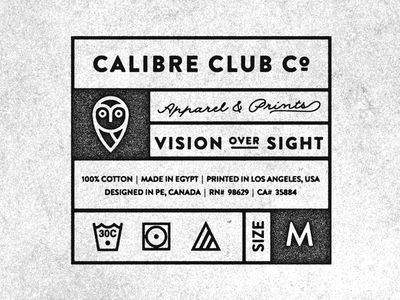 CALIBRE CLUB Cº
Apparel & Prints
VISION OVER SIGHT
100% COTTON | MADE IN EGYPT | PRINTED IN LOS ANGELES, USA
DESIGNED IN PE, CANADA | RN# 98629 | CA# 35884
30C
SIZE
M